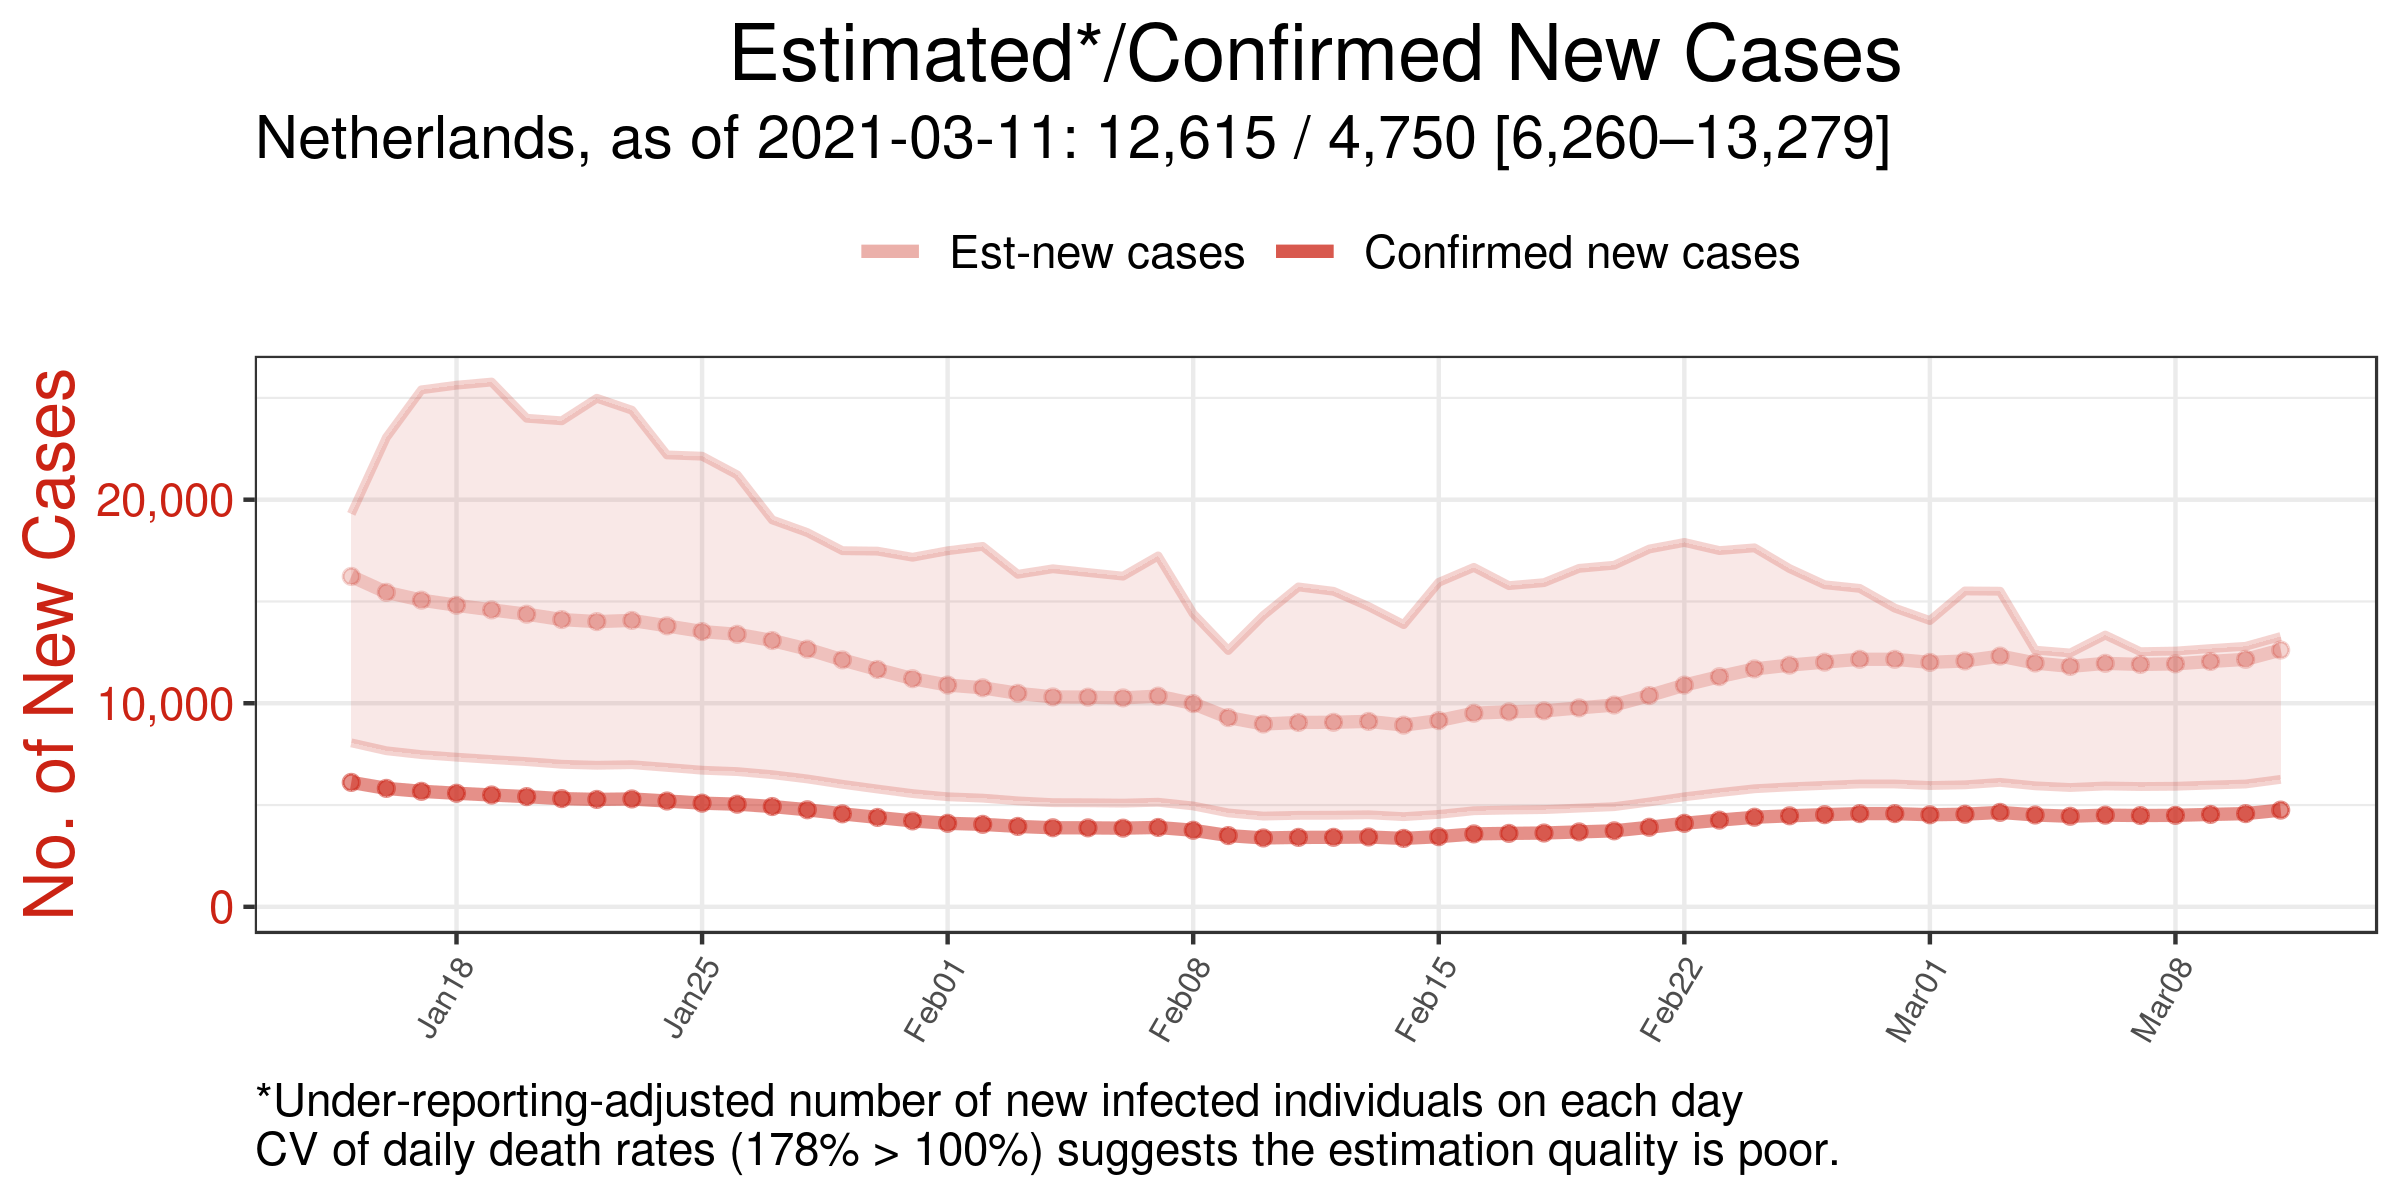 Estimated*/Confirmed New Cases
Netherlands, as of 2021-03-11: 12,615 / 4,750 [6,260–13,279]
Est-new cases Confirmed new cases
No. of New Cases
20,000
10,000
0
Jan18 Jan25 Feb01 Feb08 Feb15 Feb22 Mar01 Mar08
*Under-reporting-adjusted number of new infected individuals on each day
CV of daily death rates (178% > 100%) suggests the estimation quality is poor.